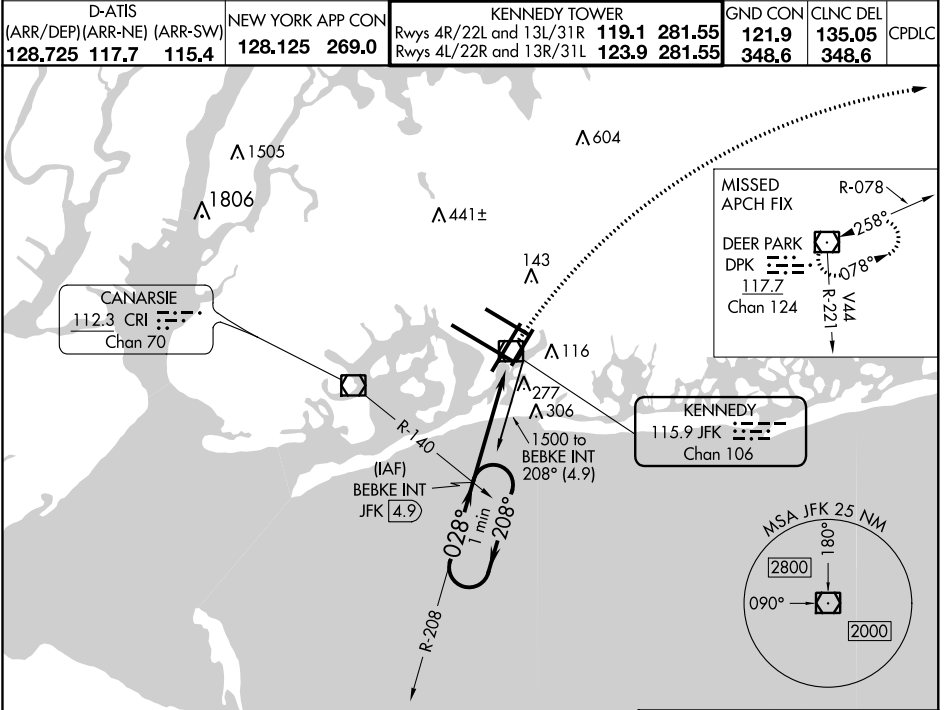 D-ATIS
(ARR/DEP) (ARR-NE) (ARR-SW)
128.725 117.7 115.4
NEW YORK APP CON
128.125 269.0
KENNEDY TOWER
Rwys 4R/22L and 13L/31R 119.1 281.55
Rwys 4L/22R and 13R/31L 123.9 281.55
GND CON
121.9
348.6
CLNC DEL
135.05
348.6
CPDLC
1505
604
1806
441±
143
MISSED
APCH FIX
R-078
258°
078°
DEER PARK
DPK
117.7
Chan 124
V44
R-221
CANARSIE
112.3 CRI
Chan 70
116
277
306
R-140
1500 to
BEBKE INT
208° (4.9)
KENNEDY
115.9 JFK
Chan 106
(IAF)
BEBKE INT
JFK 4.9
028°
1 min
208°
R-208
MSA JFK 25 NM
180°
2800
090°
2000